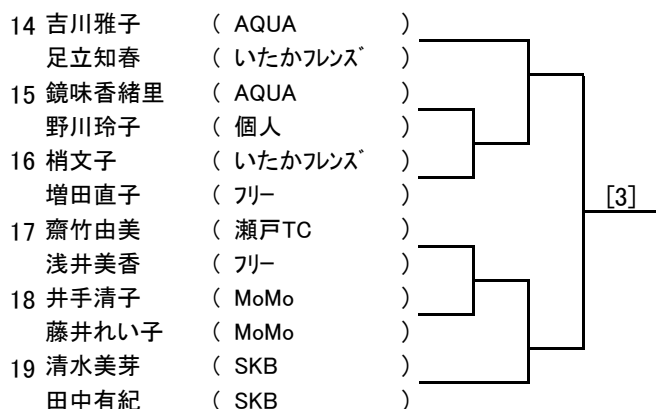 14 吉川雅子 ( AQUA )
足立知春 ( いたかﾌﾚﾝｽﾞ )
15 鏡味香緒里 ( AQUA )
野川玲子 ( 個人 )
16 梢文子 ( いたかﾌﾚﾝｽﾞ )
増田直子 ( ﾌﾘｰ )
[3]
17 齋竹由美 ( 瀬戸TC )
浅井美香 ( ﾌﾘｰ )
18 井手清子 ( MoMo )
藤井れい子 ( MoMo )
19 清水美芽 ( SKB )
田中有紀 ( SKB )